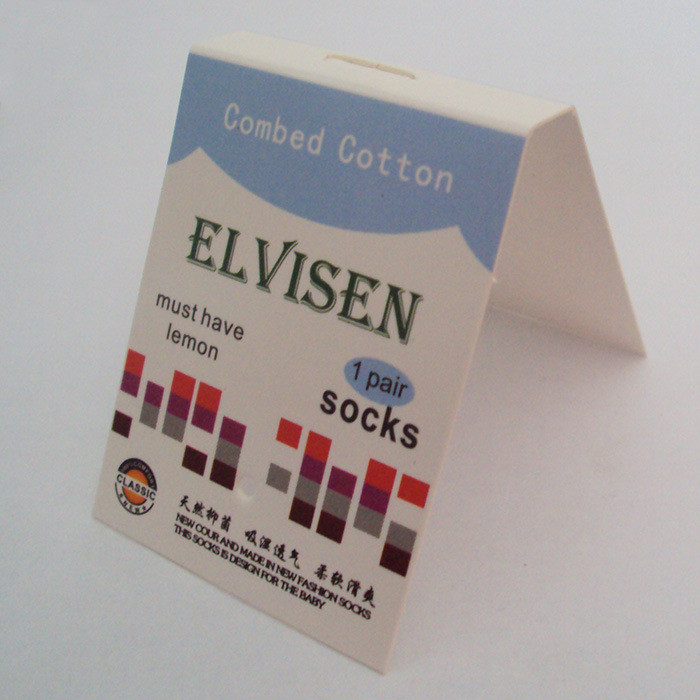 Combed Cotton
ELVISEN
must have
lemon
1 pair
socks
CLASSIC
天然抑菌 吸湿透气 柔软滑爽
NEW COUR AND MADE IN NEW FASHION SOCKS
THIS SOCKS IS DESIGN FOR THE BABY